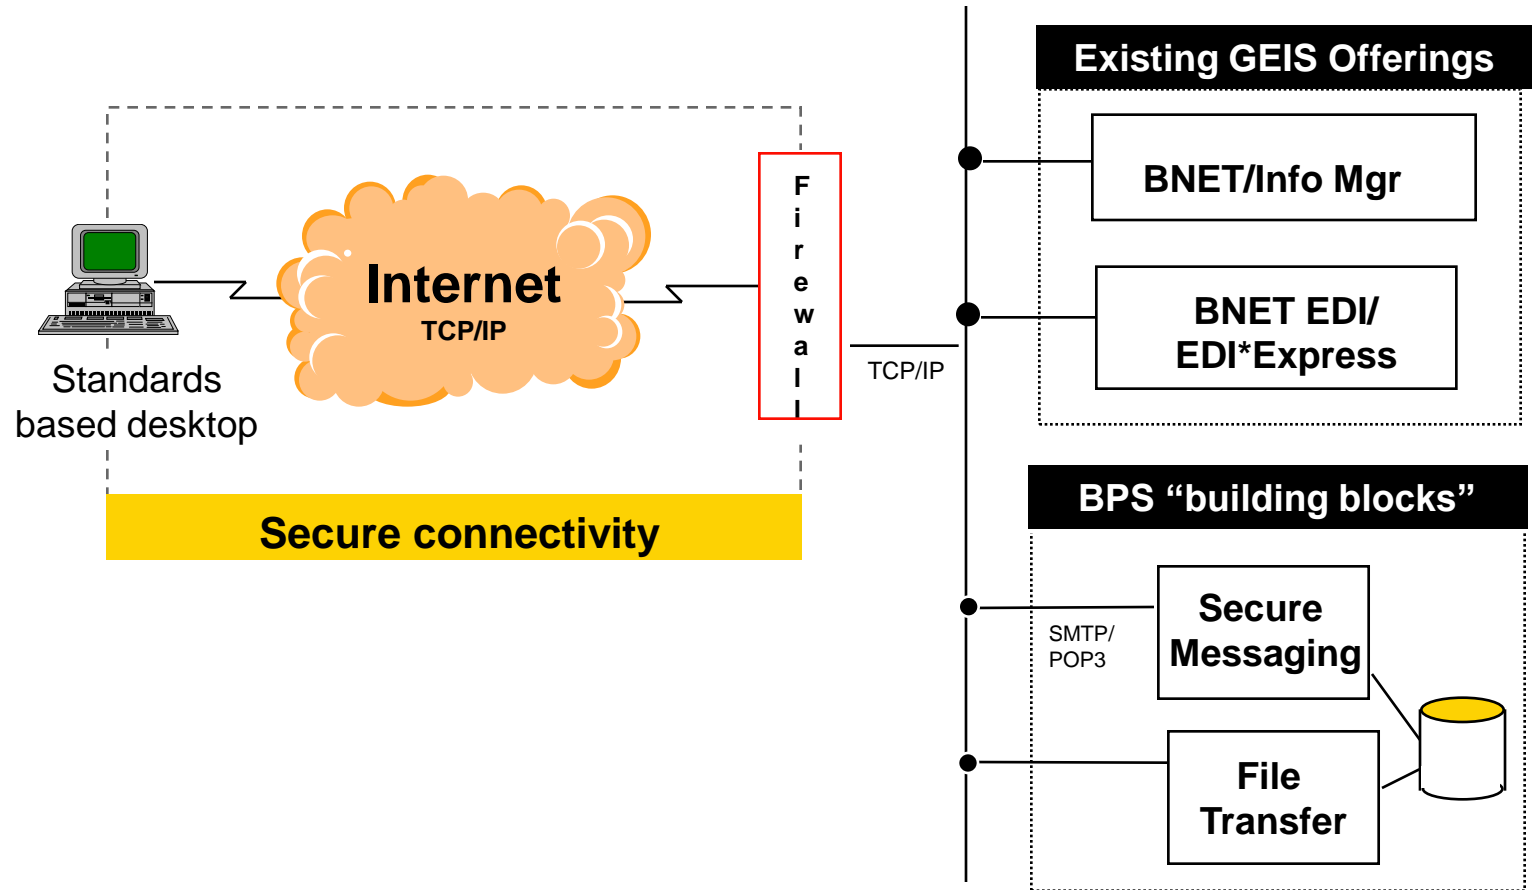 Existing GEIS Offerings
BNET/Info Mgr
BNET EDI/
EDI*Express
Internet
TCP/IP
Firewall
TCP/IP
Standards
based desktop
Secure connectivity
BPS “building blocks”
SMTP/
POP3
Secure
Messaging
File
Transfer